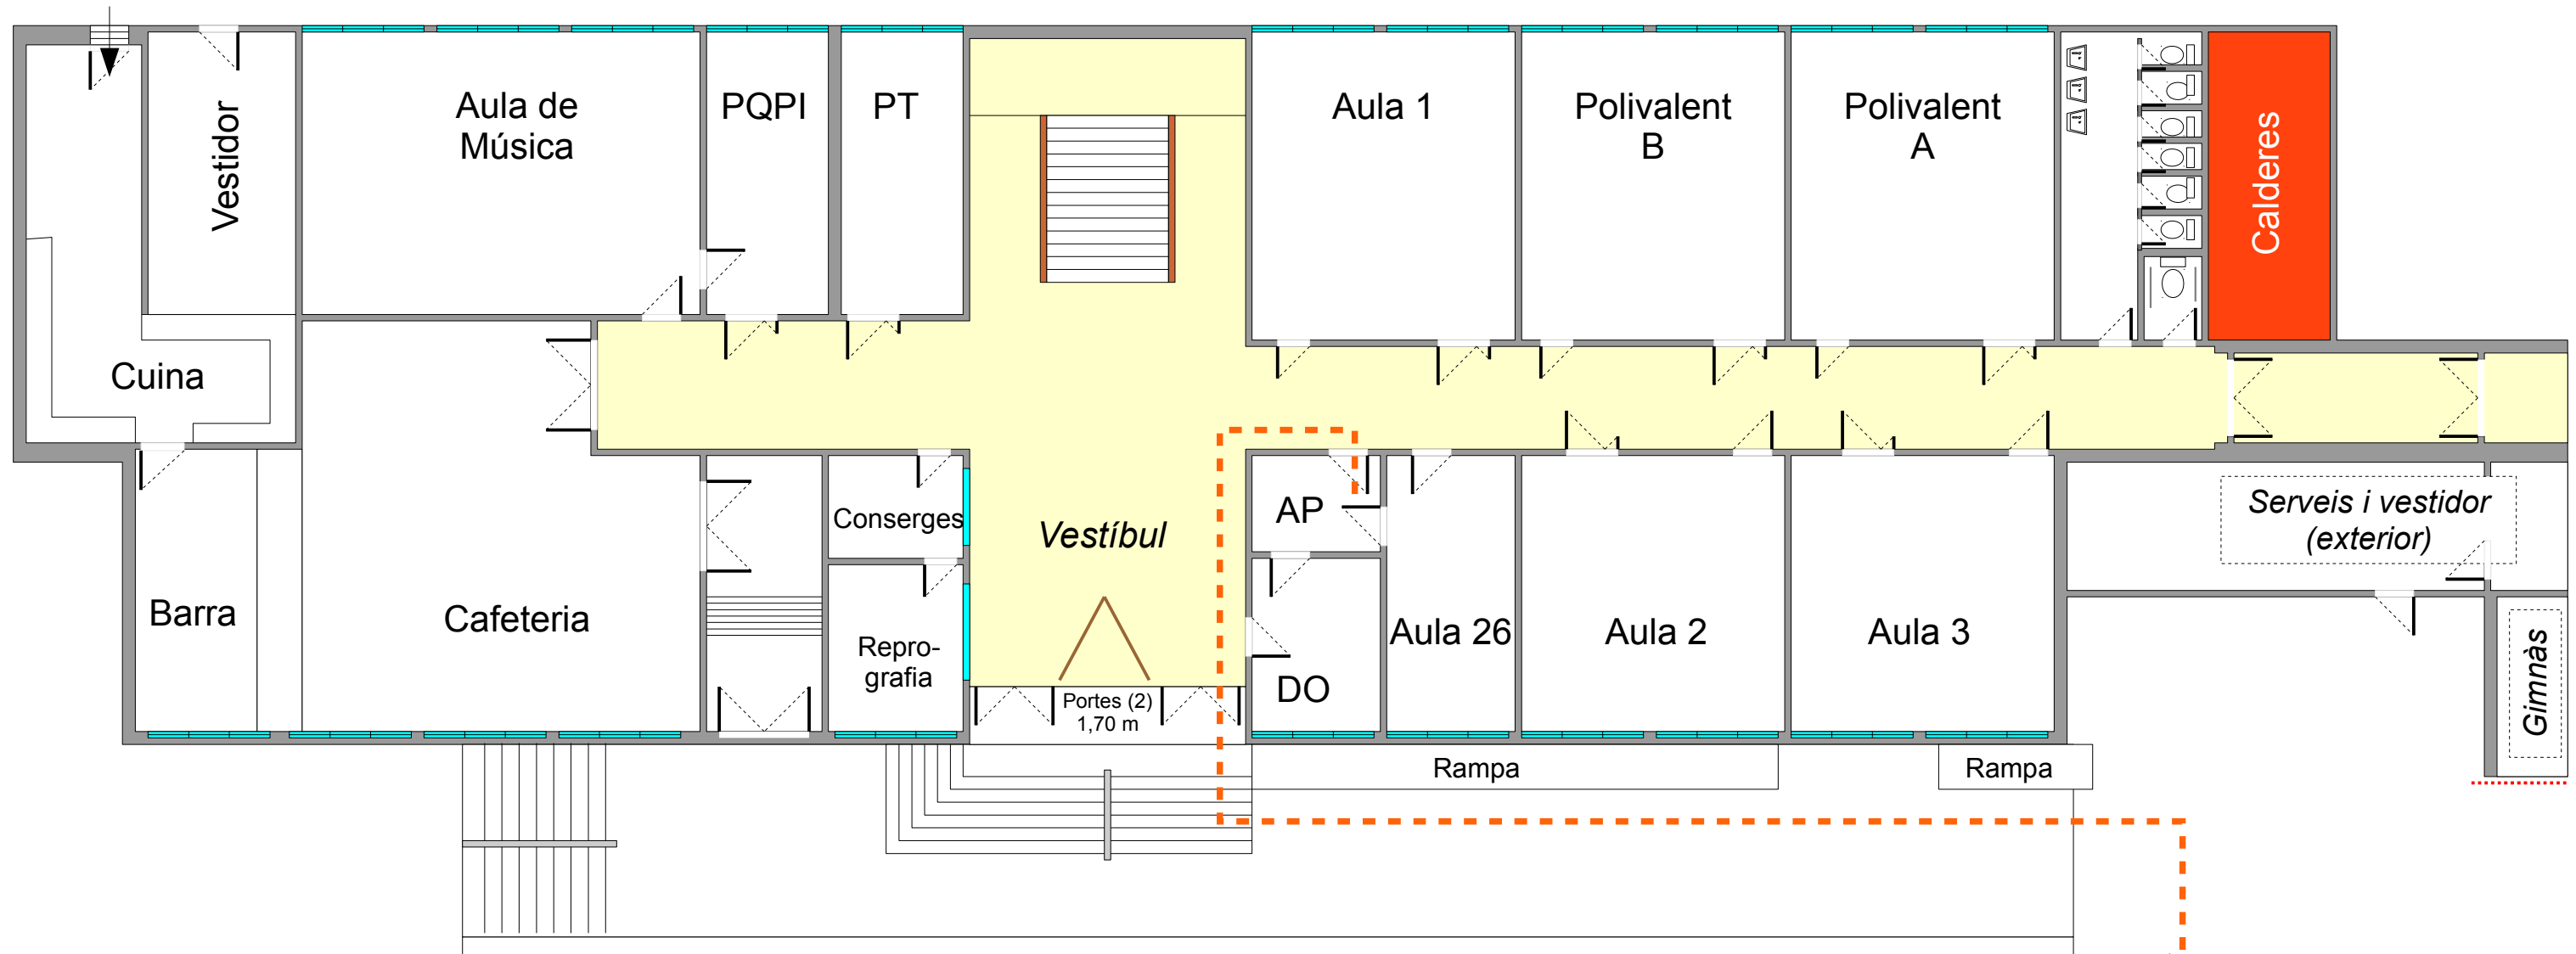 Vestidor
Aula de
Música
PQPI
PT
Aula 1
Polivalent
B
Polivalent
A
Calderes
Cuina
Barra
Cafeteria
Conserges
Repro-
grafia
Vestíbul
Portes (2)
1,70 m
AP
DO
Aula 26
Aula 2
Aula 3
Serveis i vestidor
(exterior)
Gimnàs
Rampa
Rampa